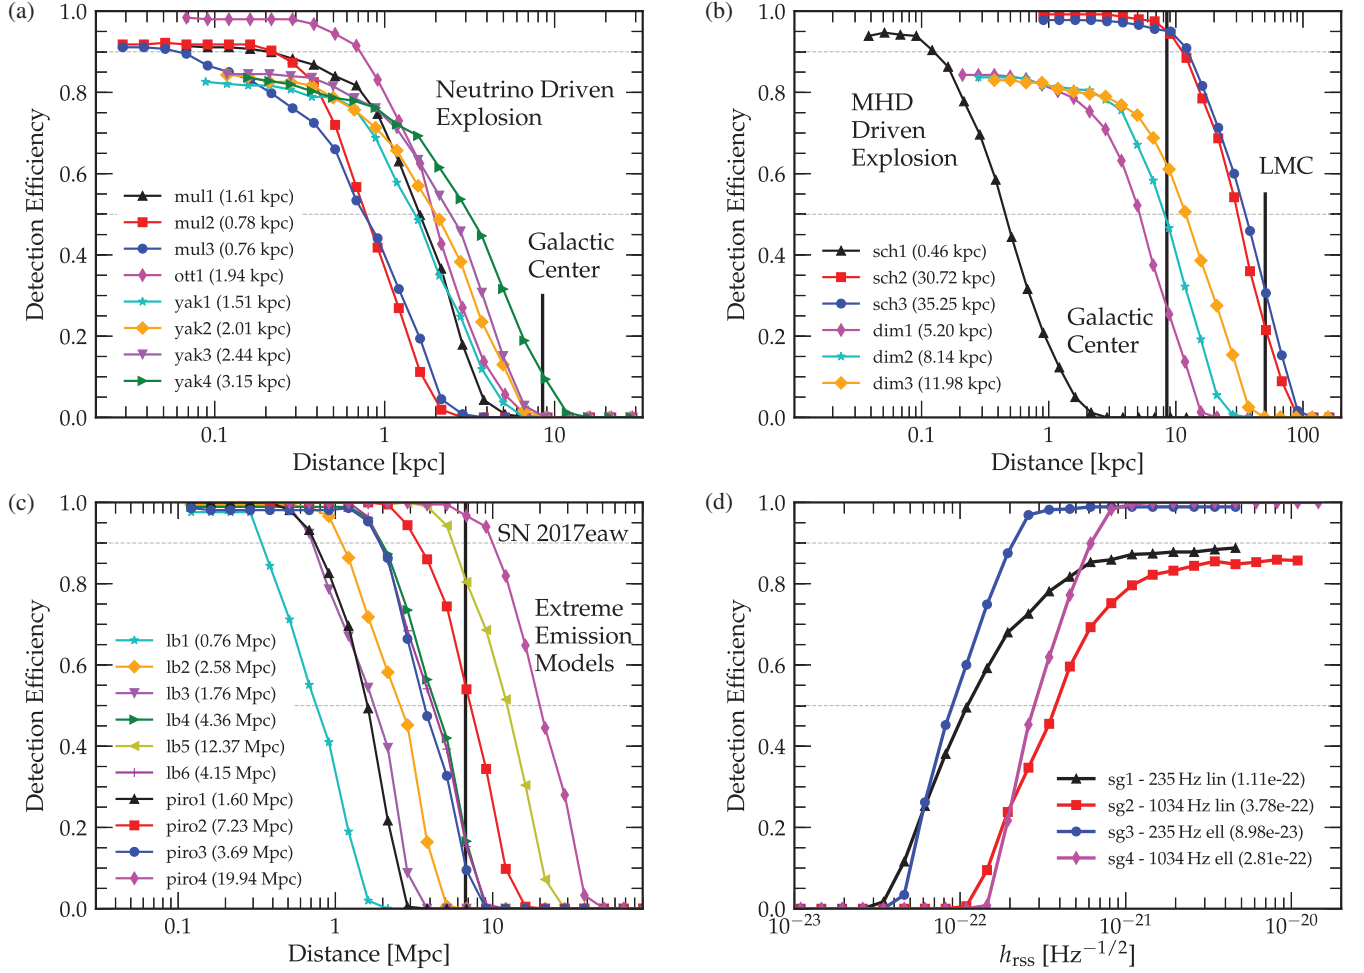 (a)
1.0
0.8
0.6
0.4
0.2
0.0
Detection Efficiency
Neutrino Driven
Explosion
Galactic
Center
mul1 (1.61 kpc)
mul2 (0.78 kpc)
mul3 (0.76 kpc)
ott1 (1.94 kpc)
yak1 (1.51 kpc)
yak2 (2.01 kpc)
yak3 (2.44 kpc)
yak4 (3.15 kpc)
0.1
1
10
Distance [kpc]
(b)
1.0
0.8
0.6
0.4
0.2
0.0
Detection Efficiency
MHD
Driven
Explosion
LMC
Galactic
Center
sch1 (0.46 kpc)
sch2 (30.72 kpc)
sch3 (35.25 kpc)
dim1 (5.20 kpc)
dim2 (8.14 kpc)
dim3 (11.98 kpc)
0.1
1
10
100
Distance [kpc]
(c)
1.0
0.8
0.6
0.4
0.2
0.0
Detection Efficiency
SN 2017eaw
Extreme
Emission
Models
lb1 (0.76 Mpc)
lb2 (2.58 Mpc)
lb3 (1.76 Mpc)
lb4 (4.36 Mpc)
lb5 (12.37 Mpc)
lb6 (4.15 Mpc)
piro1 (1.60 Mpc)
piro2 (7.23 Mpc)
piro3 (3.69 Mpc)
piro4 (19.94 Mpc)
0.1
1
10
Distance [Mpc]
(d)
1.0
0.8
0.6
0.4
0.2
0.0
Detection Efficiency
sg1 - 235 Hz lin (1.11e-22)
sg2 - 1034 Hz lin (3.78e-22)
sg3 - 235 Hz ell (8.98e-23)
sg4 - 1034 Hz ell (2.81e-22)
10⁻²³
10⁻²²
10⁻²¹
10⁻²⁰
h_rss [Hz^−1/2]